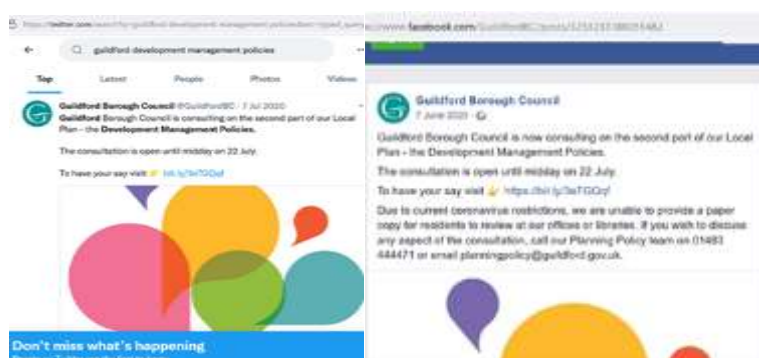 guildford development management policies
Top Latest People Photos Videos
Guildford Borough Council @GuildfordBC · 7 Jul 2020
Guildford Borough Council is consulting on the second part of our Local
Plan – the Development Management Policies.
The consultation is open until midday on 22 July.
To have your say visit
Don't miss what's happening
www.facebook.com
Guildford Borough Council
7 June 2020
Guildford Borough Council is now consulting on the second part of our Local
Plan – the Development Management Policies.
The consultation is open until midday on 22 July.
To have your say visit
Due to current coronavirus restrictions, we are unable to provide a paper
copy for residents to review at our offices or libraries. If you wish to discuss
any aspect of the consultation, call our Planning Policy team on 01483
444471 or email planningpolicy@guildford.gov.uk.